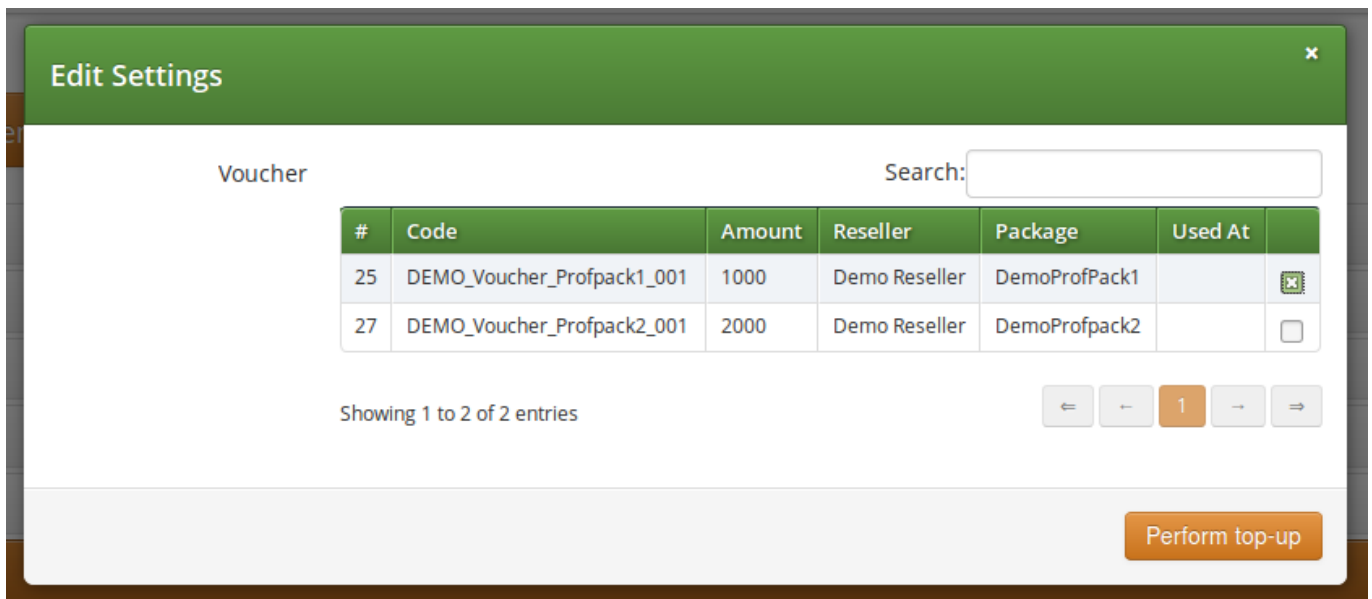 ×
Edit Settings
er
Voucher
Search:
# Code Amount Reseller Package Used At
25 DEMO_Voucher_Profpack1_001 1000 Demo Reseller DemoProfPack1
27 DEMO_Voucher_Profpack2_001 2000 Demo Reseller DemoProfpack2
Showing 1 to 2 of 2 entries
⇐ ← 1 → ⇒
Perform top-up